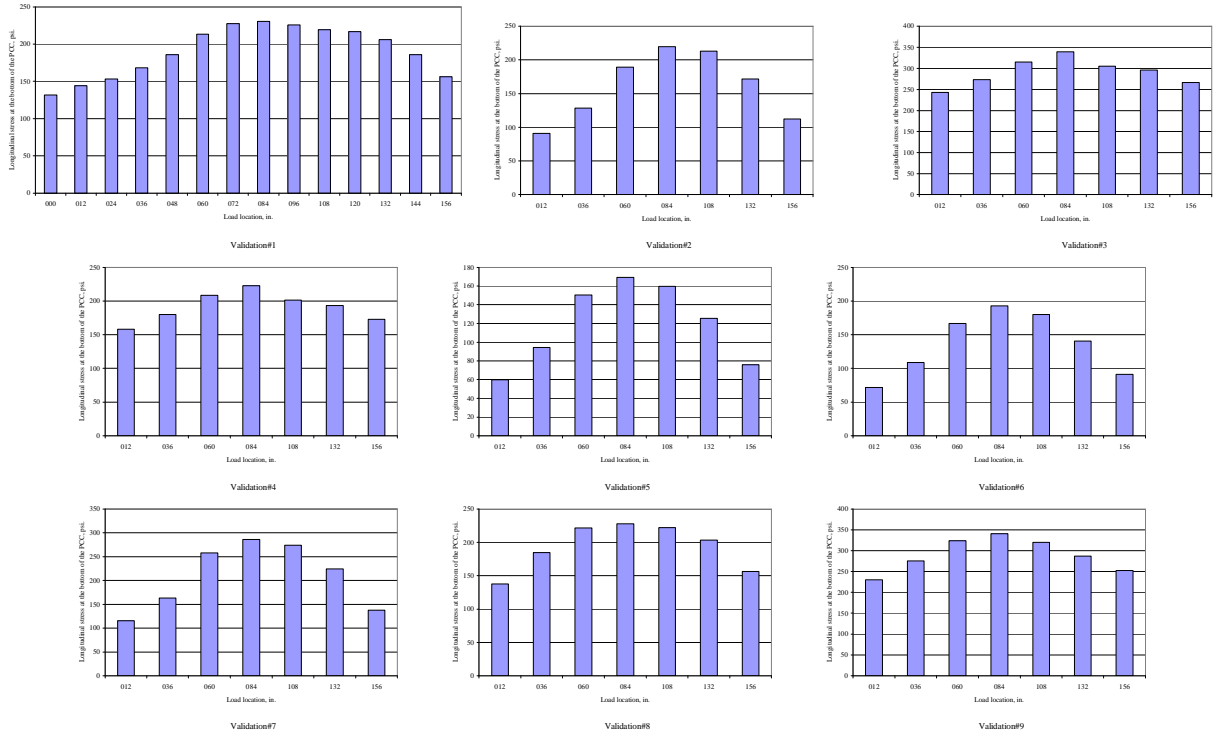 Longitudinal stress at the bottom of the PCC, psi.
250
200
150
100
50
0
000 012 024 036 048 060 072 084 096 108 120 132 144 156
Load location, in.
Validation#1
Longitudinal stress at the bottom of the PCC, psi.
250
200
150
100
50
0
012 036 060 084 108 132 156
Load location, in.
Validation#2
Longitudinal stress at the bottom of the PCC, psi.
400
350
300
250
200
150
100
50
0
012 036 060 084 108 132 156
Load location, in.
Validation#3
Longitudinal stress at the bottom of the PCC, psi.
250
200
150
100
50
0
012 036 060 084 108 132 156
Load location, in.
Validation#4
Longitudinal stress at the bottom of the PCC, psi.
180
160
140
120
100
80
60
40
20
0
012 036 060 084 108 132 156
Load location, in.
Validation#5
Longitudinal stress at the bottom of the PCC, psi.
250
200
150
100
50
0
012 036 060 084 108 132 156
Load location, in.
Validation#6
Longitudinal stress at the bottom of the PCC, psi.
350
300
250
200
150
100
50
0
012 036 060 084 108 132 156
Load location, in.
Validation#7
Longitudinal stress at the bottom of the PCC, psi.
250
200
150
100
50
0
012 036 060 084 108 132 156
Load location, in.
Validation#8
Longitudinal stress at the bottom of the PCC, psi.
400
350
300
250
200
150
100
50
0
012 036 060 084 108 132 156
Load location, in.
Validation#9